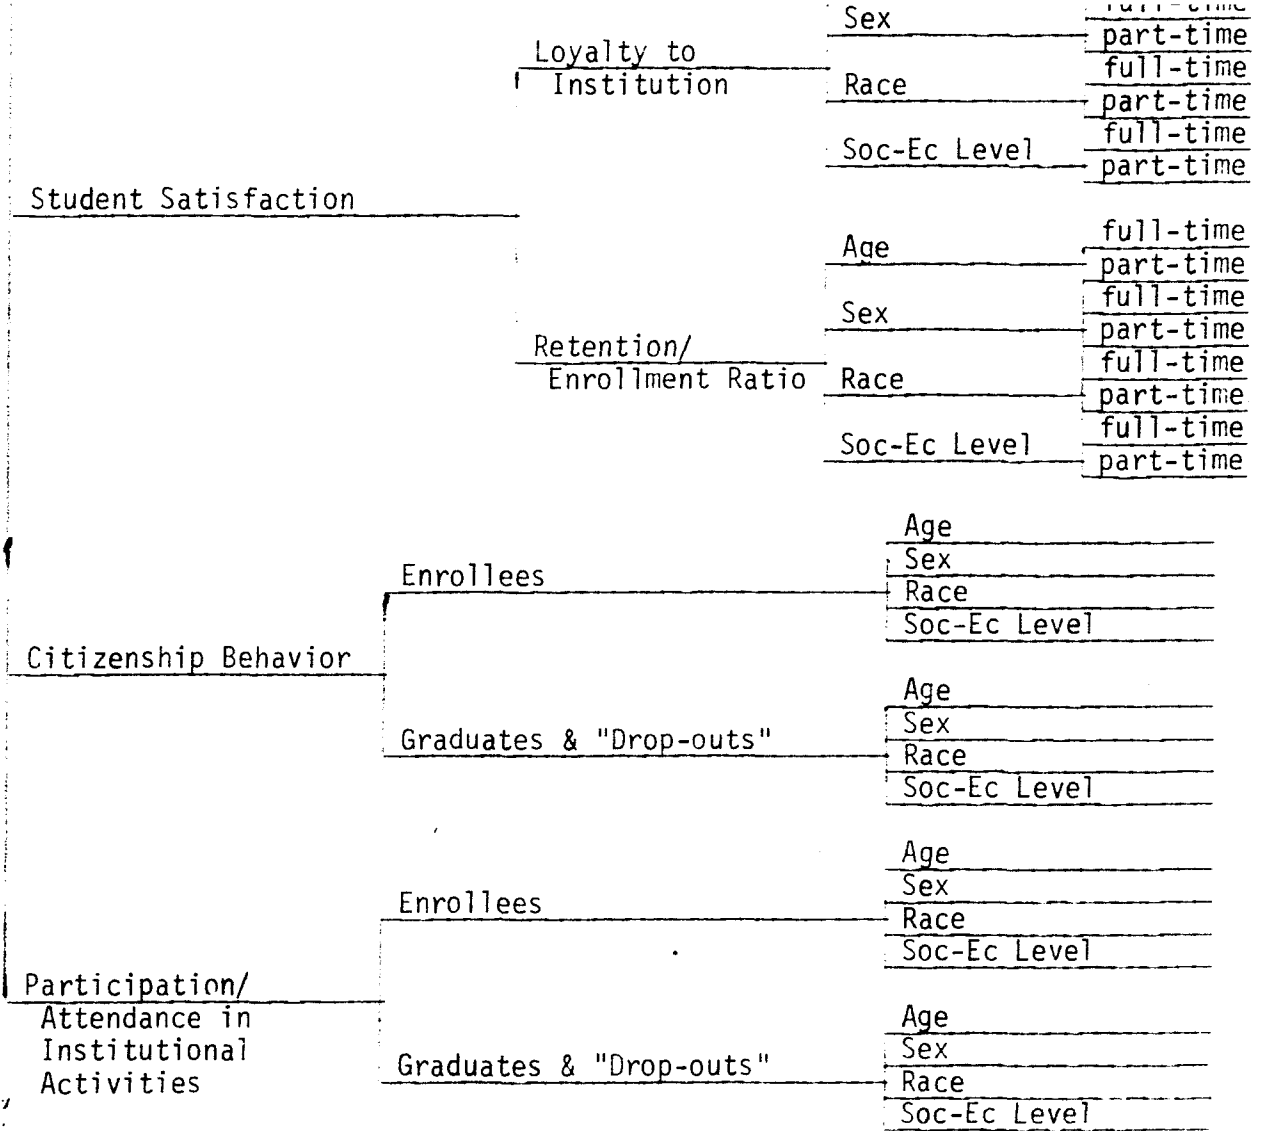 Sex
full-time
part-time
Loyalty to
Institution
full-time
Race
part-time
full-time
Soc-Ec Level
part-time
Student Satisfaction
full-time
Age
part-time
full-time
Sex
part-time
Retention/
Enrollment Ratio
full-time
Race
part-time
full-time
Soc-Ec Level
part-time
Age
Enrollees
Sex
Race
Soc-Ec Level
Citizenship Behavior
Age
Sex
Graduates & "Drop-outs"
Race
Soc-Ec Level
Age
Sex
Enrollees
Race
Soc-Ec Level
Participation/
Attendance in
Institutional
Activities
Age
Sex
Graduates & "Drop-outs"
Race
Soc-Ec Level